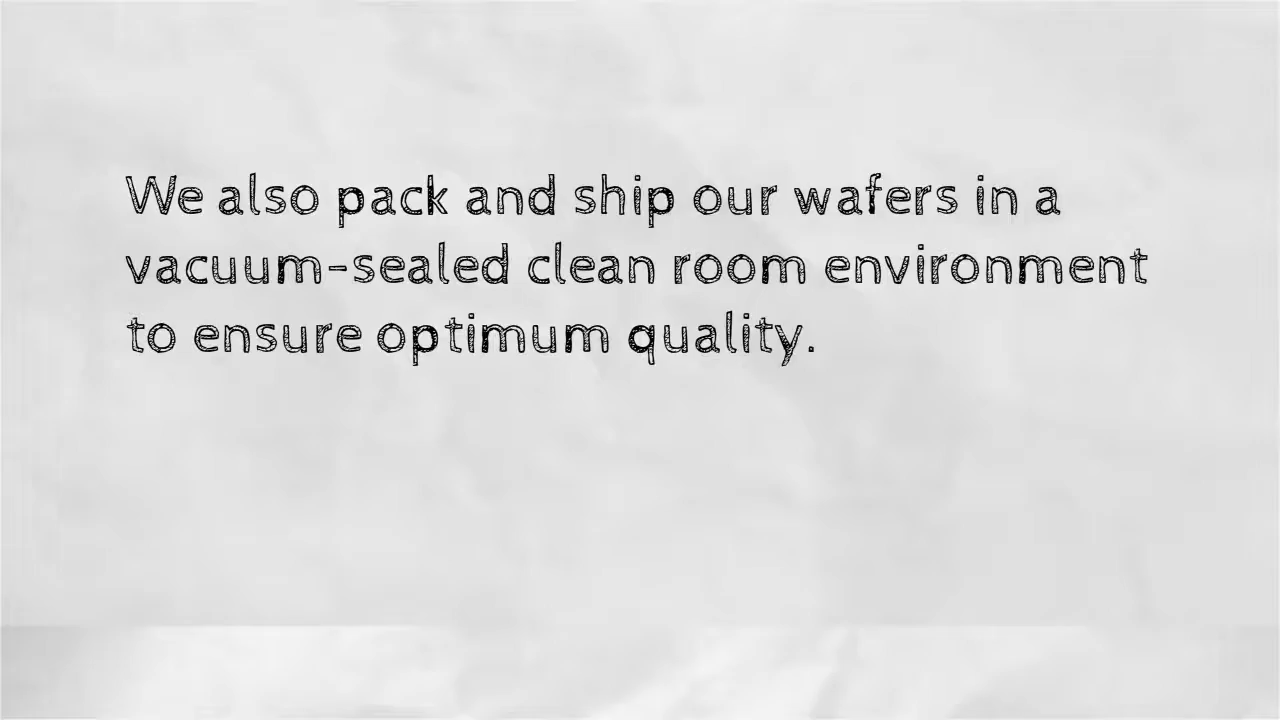 We also pack and ship our wafers in a
vacuum-sealed clean room environment
to ensure optimum quality.